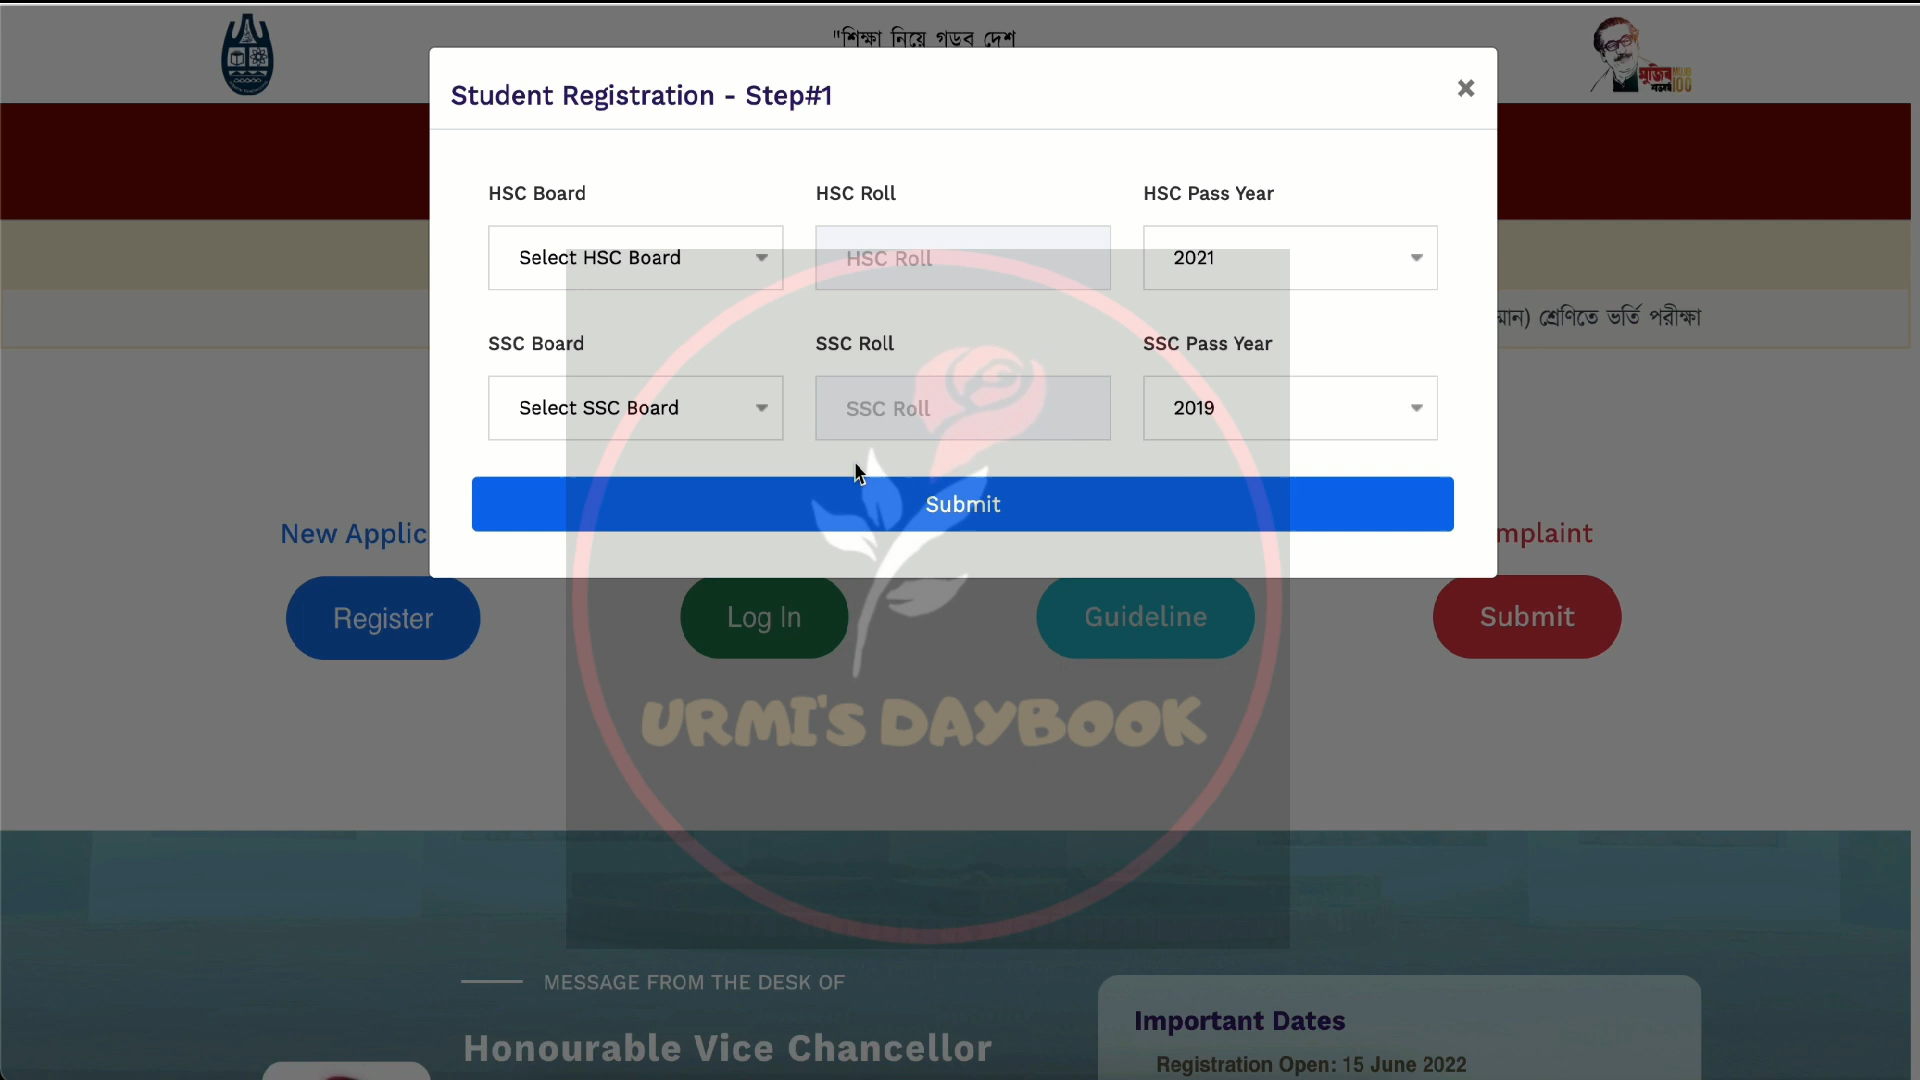 "শিক্ষা নিয়ে গড়ব দেশ
মুজিব
100
Student Registration - Step#1
HSC Board
HSC Roll
HSC Pass Year
Select HSC Board
HSC Roll
2021
মান) শ্রেণিতে ভর্তি পরীক্ষা
SSC Board
SSC Roll
SSC Pass Year
Select SSC Board
SSC Roll
2019
Submit
New Applic
mplaint
Register
Log In
Guideline
Submit
URMI'S DAYBOOK
MESSAGE FROM THE DESK OF
Honourable Vice Chancellor
Important Dates
Registration Open: 15 June 2022